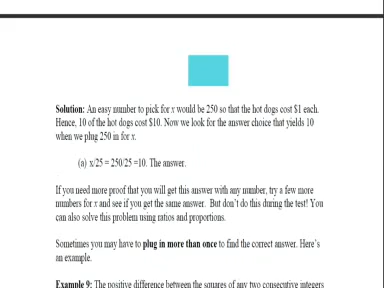 Solution: An easy number to pick for x would be 250 so that the hot dogs cost $1 each.
Hence, 10 of the hot dogs cost $10. Now we look for the answer choice that yields 10
when we plug 250 in for x.
(a) x/25 = 250/25 =10. The answer.
If you need more proof that you will get this answer with any number, try a few more
numbers for x and see if you get the same answer. But don't do this during the test! You
can also solve this problem using ratios and proportions.
Sometimes you may have to plug in more than once to find the correct answer. Here's
an example.
Example 9: The positive difference between the squares of any two consecutive integers